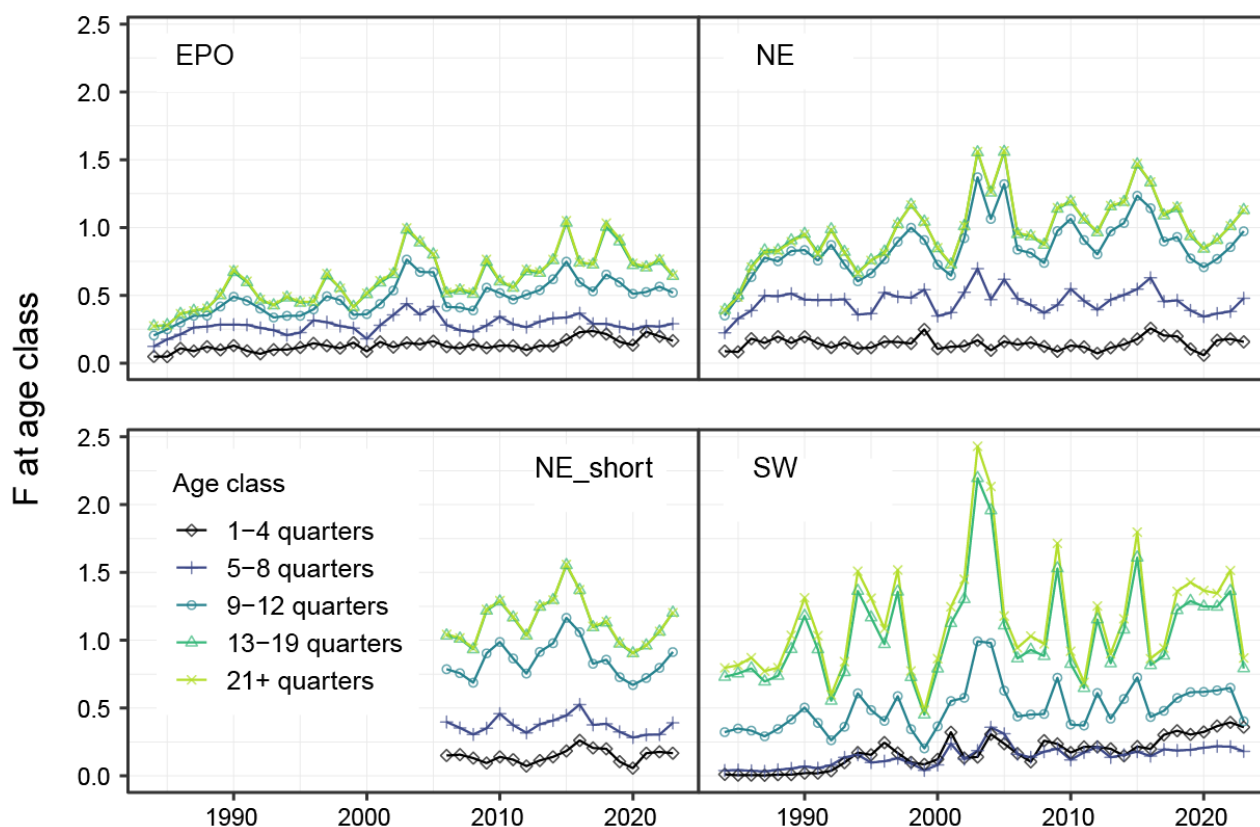 F at age class
2.5
2.0
1.5
1.0
0.5
0.0
EPO
NE
2.5
2.0
1.5
1.0
0.5
0.0
NE_short
SW
Age class
1−4 quarters
5−8 quarters
9−12 quarters
13−19 quarters
21+ quarters
1990 2000 2010 2020 1990 2000 2010 2020